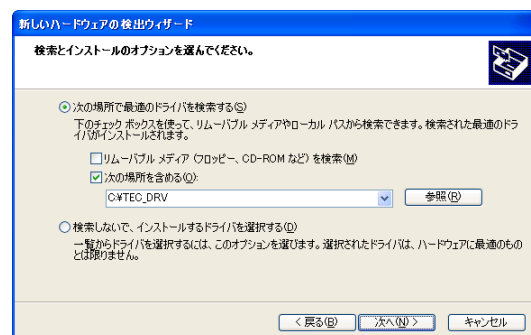 新しいハードウェアの検出ウィザード
検索とインストールのオプションを選んでください。
次の場所で最適のドライバを検索する(S)
下のチェック ボックスを使って、リムーバブル メディアやローカル パスから検索できます。検索された最適のドラ
イバがインストールされます。
リムーバブル メディア (フロッピー、CD-ROM など) を検索(M)
次の場所を含める(O):
C:¥TEC_DRV
参照(R)
検索しないで、インストールするドライバを選択する(D)
一覧からドライバを選択するには、このオプションを選びます。選択されたドライバは、ハードウェアに最適のもの
とは限りません。
< 戻る(B)
次へ(N) >
キャンセル